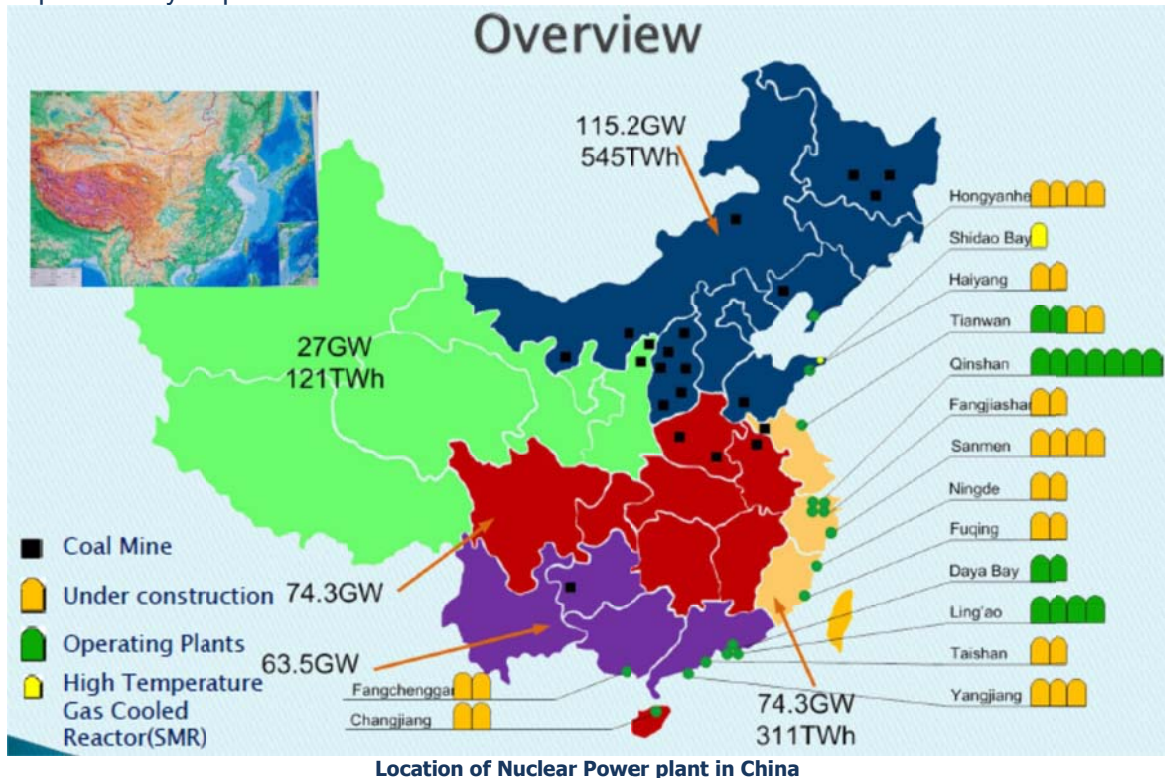 Overview
115.2GW
545TWh
27GW
121TWh
74.3GW
63.5GW
74.3GW
311TWh
Hongyanhe
Shidao Bay
Haiyang
Tianwan
Qinshan
Fangjiashan
Sanmen
Ningde
Fuqing
Daya Bay
Ling'ao
Taishan
Yangjiang
Fangchenggar
Changjiang
Coal Mine
Under construction
Operating Plants
High Temperature
Gas Cooled
Reactor(SMR)
Location of Nuclear Power plant in China